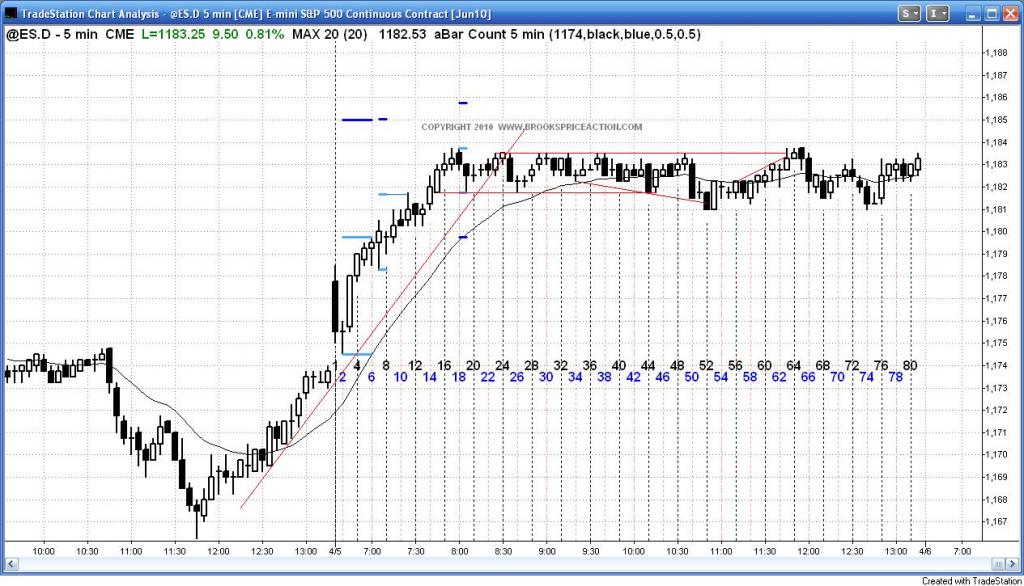 TradeStation Chart Analysis - @ES.D 5 min [CME] E-mini S&P 500 Continuous Contract [Jun10]
S I
@ES.D - 5 min CME L=1183.25 9.50 0.81% MAX 20 (20) 1182.53 aBar Count 5 min (1174,black,blue,0.5,0.5)
1,188
1,187
1,186
1,185
COPYRIGHT 2010 WWW.BROOKSPRICEACTION.COM
1,184
1,183
1,182
1,181
1,180
1,179
1,178
1,177
1,176
1,175
1,174
4 8 12 16 20 24 28 32 36 40 44 48 52 56 60 64 68 72 76 80
2 6 10 14 18 22 26 30 34 38 42 46 50 54 58 62 66 70 74 78
1,173
1,172
1,171
1,170
1,169
1,168
1,167
10:00 10:30 11:00 11:30 12:00 12:30 13:00 4/5 7:00 7:30 8:00 8:30 9:00 9:30 10:00 10:30 11:00 11:30 12:00 12:30 13:00 4/6 7:00
Created with TradeStation